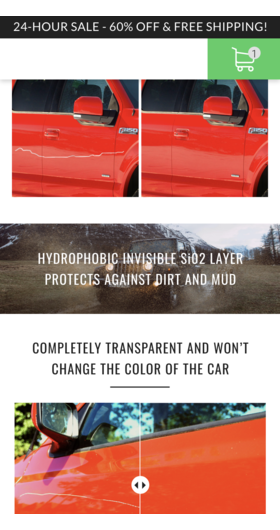 24-HOUR SALE - 60% OFF & FREE SHIPPING!
1
HYDROPHOBIC INVISIBLE SiO2 LAYER
PROTECTS AGAINST DIRT AND MUD
COMPLETELY TRANSPARENT AND WON'T
CHANGE THE COLOR OF THE CAR